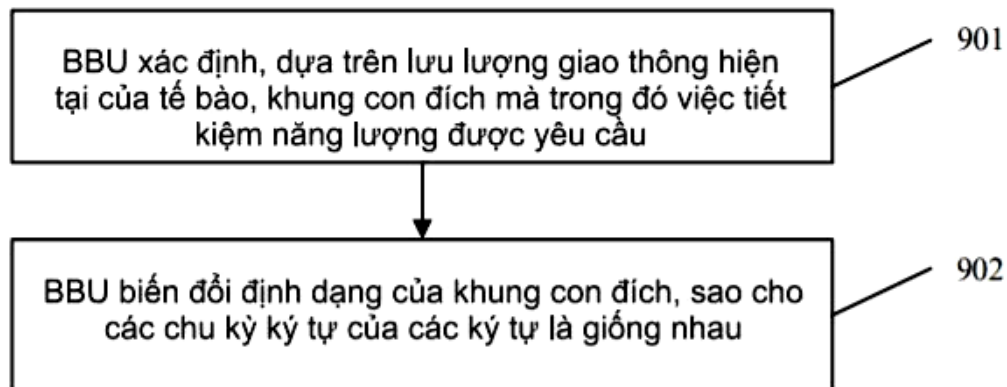 BBU xác định, dựa trên lưu lượng giao thông hiện
tại của tế bào, khung con đích mà trong đó việc tiết
kiệm năng lượng được yêu cầu
901
BBU biến đổi định dạng của khung con đích, sao cho
các chu kỳ ký tự của các ký tự là giống nhau
902